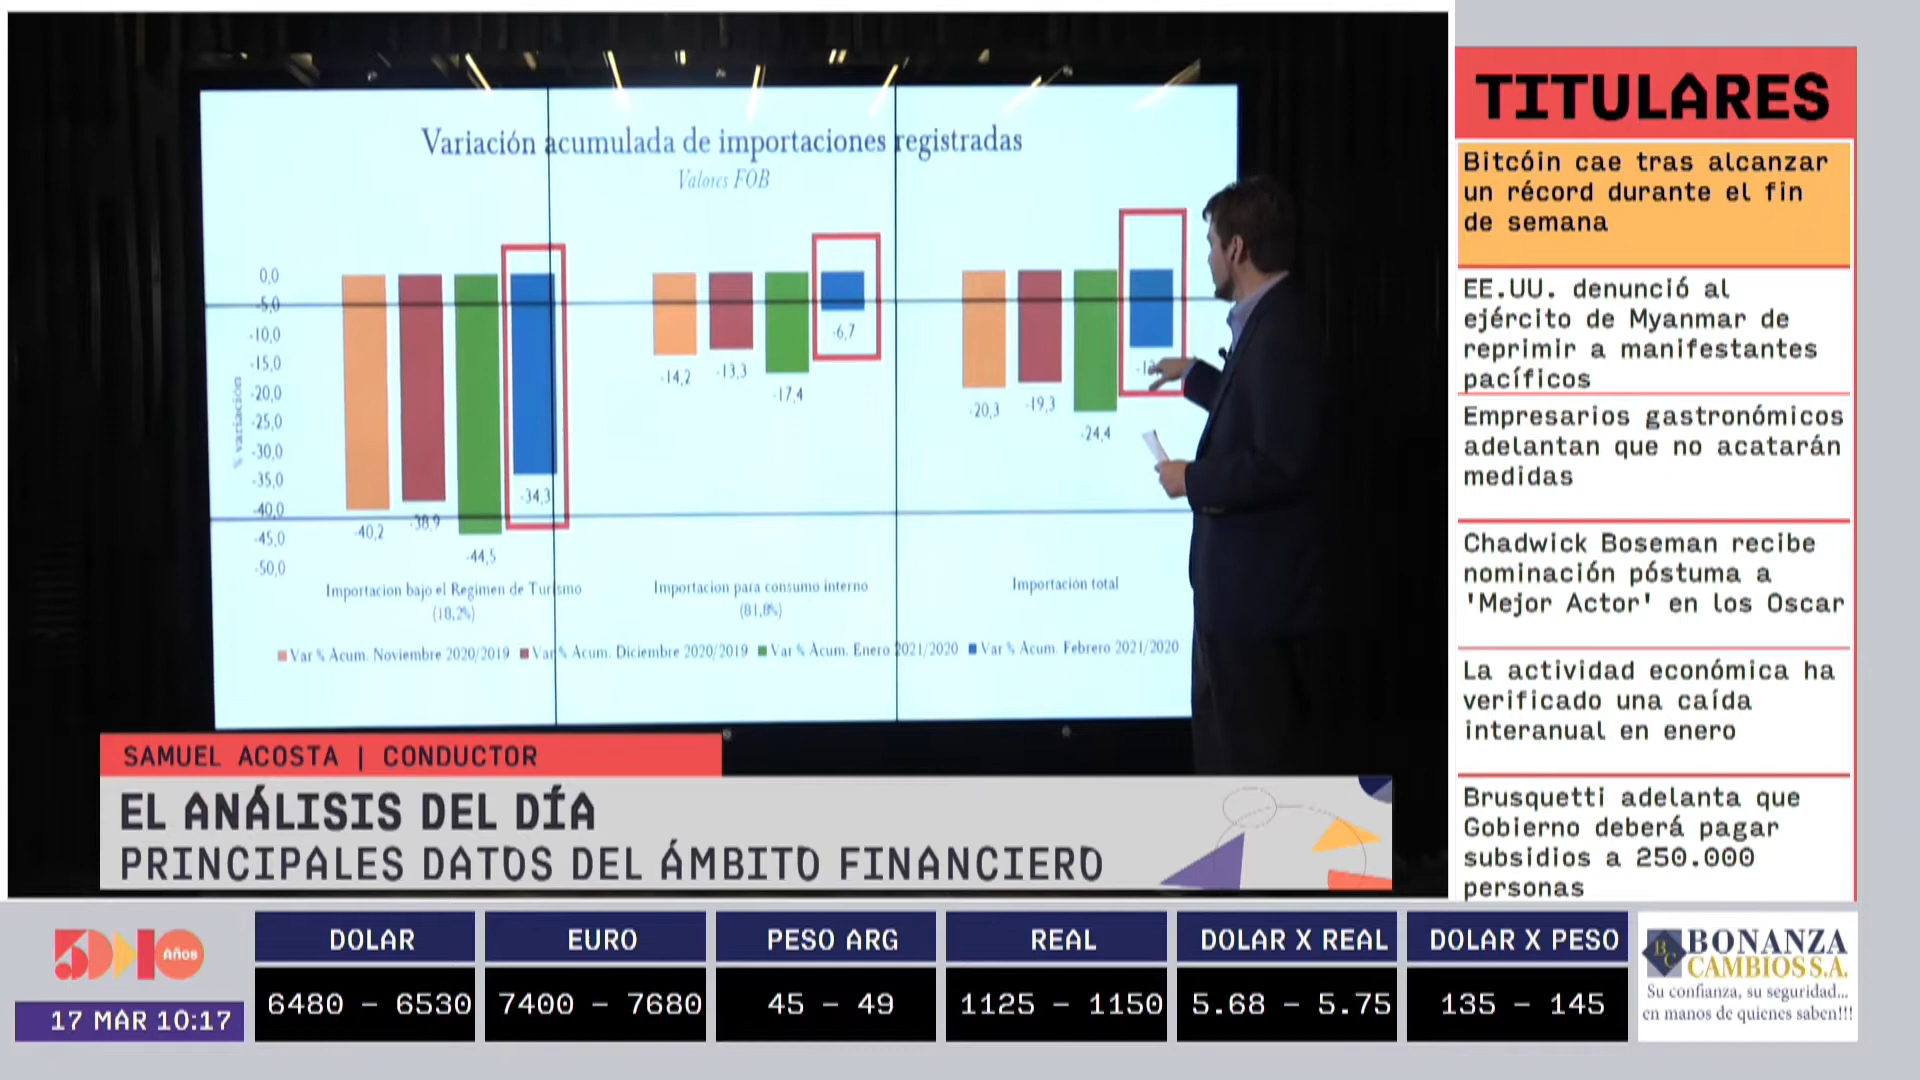 Variación acumulada de importaciones registradas
Valores FOB
0,0
-5,0
-10,0
-15,0
-20,0
-25,0
-30,0
-35,0
-40,0
-45,0
-50,0
% variación
-40,2
-38,9
-44,5
-34,3
-14,2
-13,3
-17,4
-6,7
-20,3
-19,3
-24,4
Importacion bajo el Regimen de Turismo
(18,2%)
Importacion para consumo interno
(81,8%)
Importación total
Var % Acum. Noviembre 2020/2019
Var % Acum. Diciembre 2020/2019
Var % Acum. Enero 2021/2020
Var % Acum. Febrero 2021/2020
SAMUEL ACOSTA | CONDUCTOR
EL ANÁLISIS DEL DÍA
PRINCIPALES DATOS DEL ÁMBITO FINANCIERO
TITULARES
Bitcóin cae tras alcanzar
un récord durante el fin
de semana
EE.UU. denunció al
ejército de Myanmar de
reprimir a manifestantes
pacíficos
Empresarios gastronómicos
adelantan que no acatarán
medidas
Chadwick Boseman recibe
nominación póstuma a
'Mejor Actor' en los Oscar
La actividad económica ha
verificado una caída
interanual en enero
Brusquetti adelanta que
Gobierno deberá pagar
subsidios a 250.000
personas
5D10 Años
17 MAR 10:17
DOLAR
6480 - 6530
EURO
7400 - 7680
PESO ARG
45 - 49
REAL
1125 - 1150
DOLAR X REAL
5.68 - 5.75
DOLAR X PESO
135 - 145
BC BONANZA
CAMBIOS S.A.
Su confianza, su seguridad...
en manos de quienes saben!!!